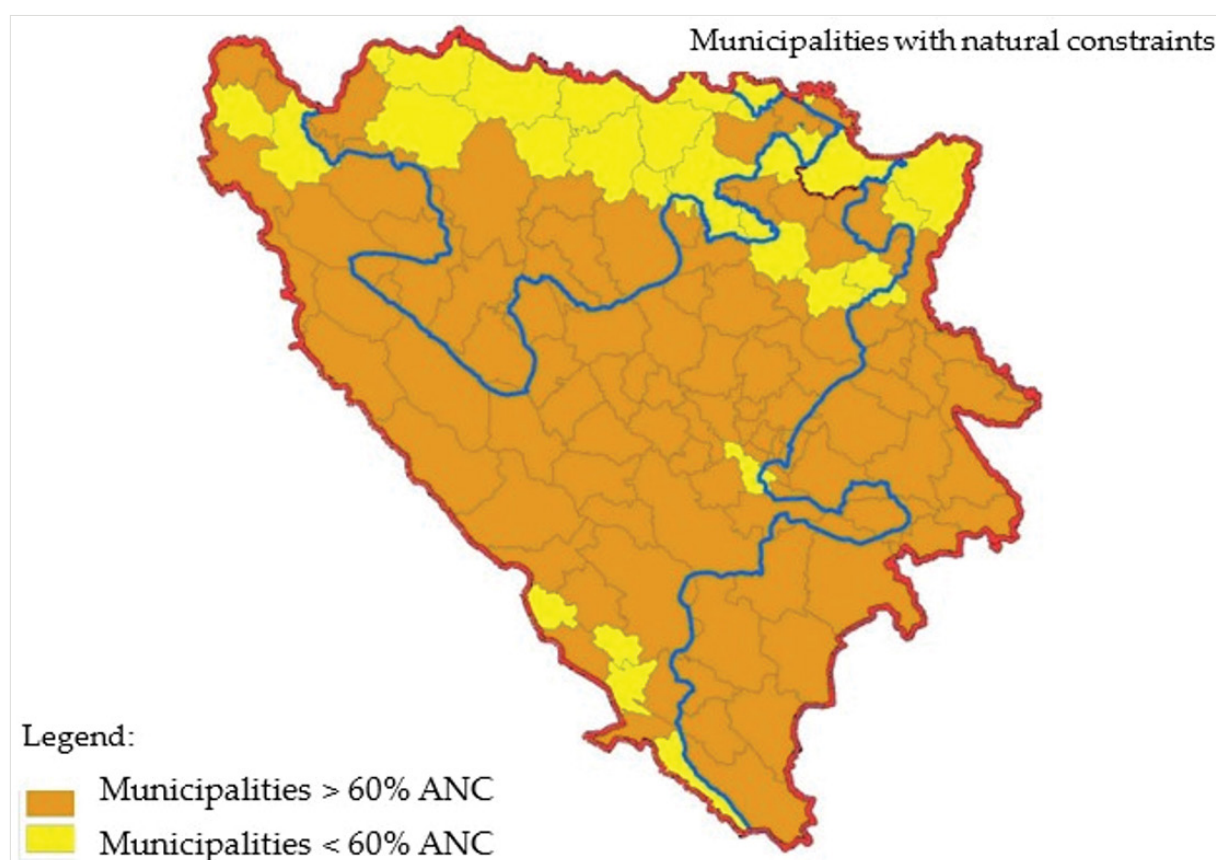 Municipalities with natural constraints
Legend:
Municipalities > 60% ANC
Municipalities < 60% ANC